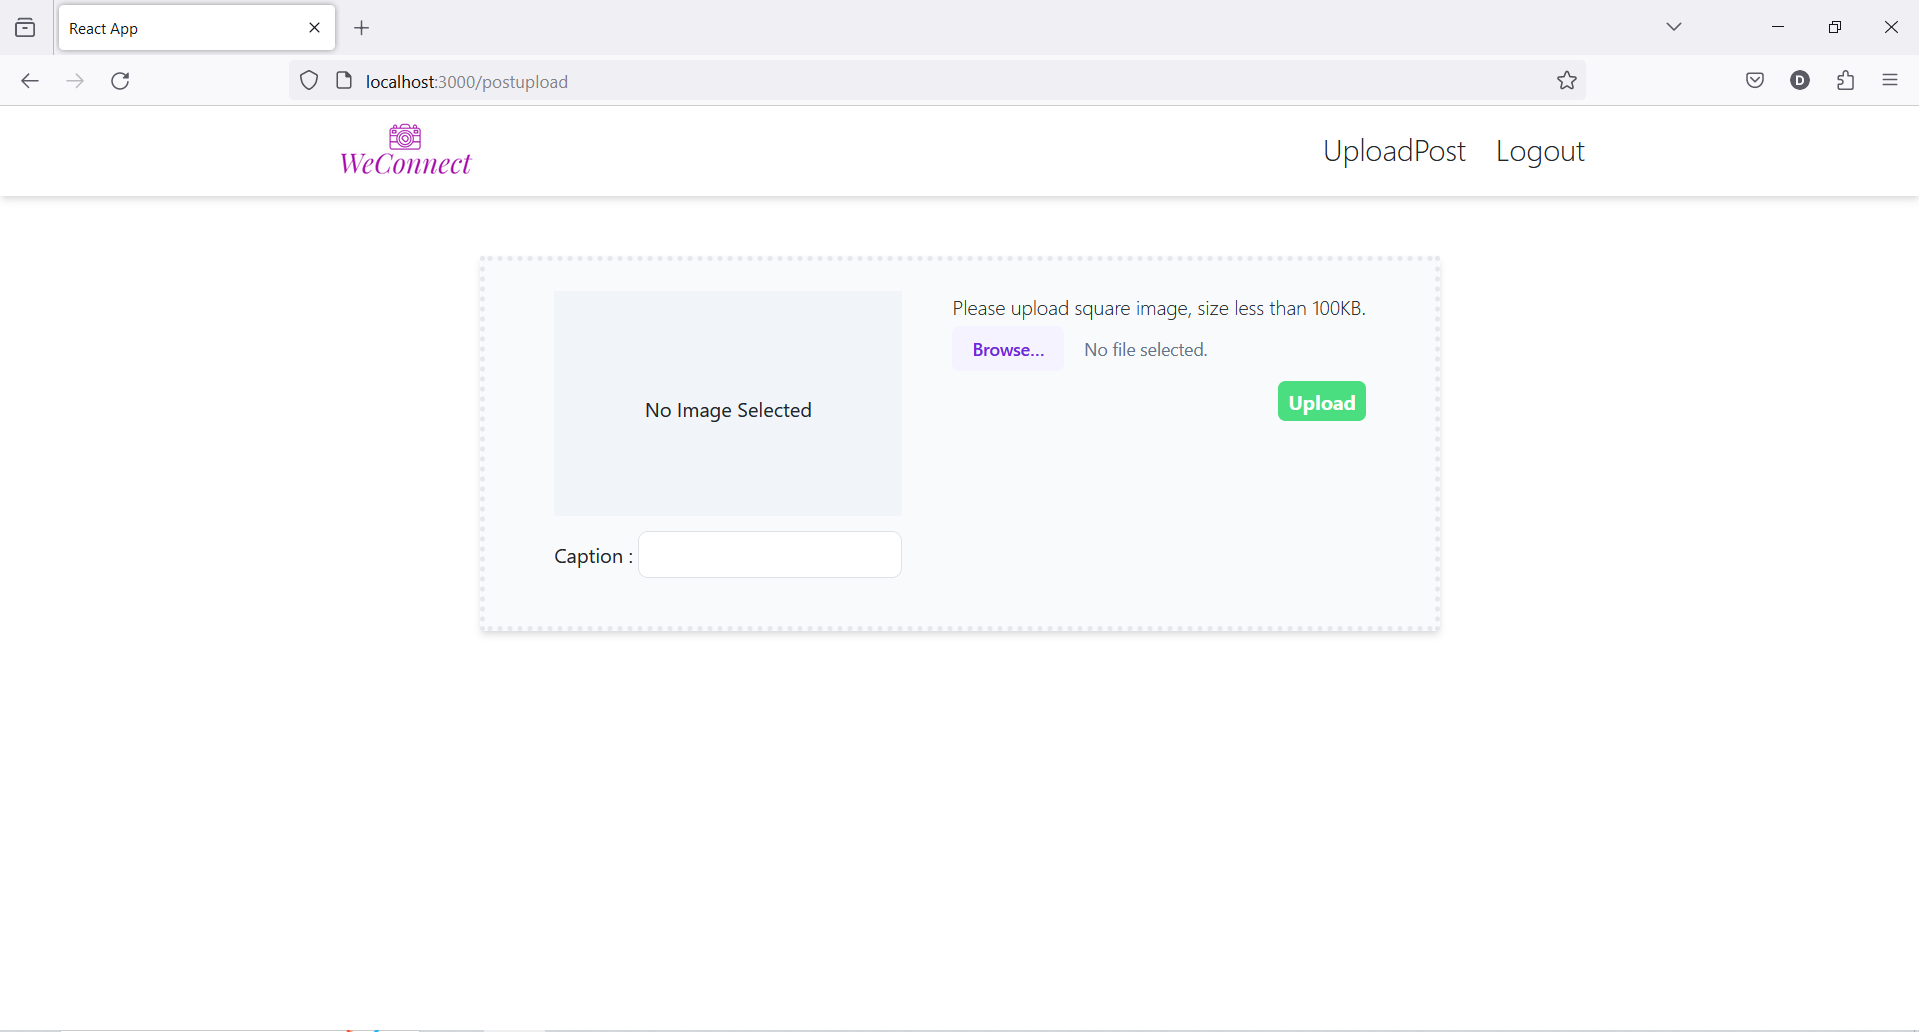 React App
localhost:3000/postupload
D
WeConnect
UploadPost Logout
Please upload square image, size less than 100KB.
Browse... No file selected.
Upload
No Image Selected
Caption :